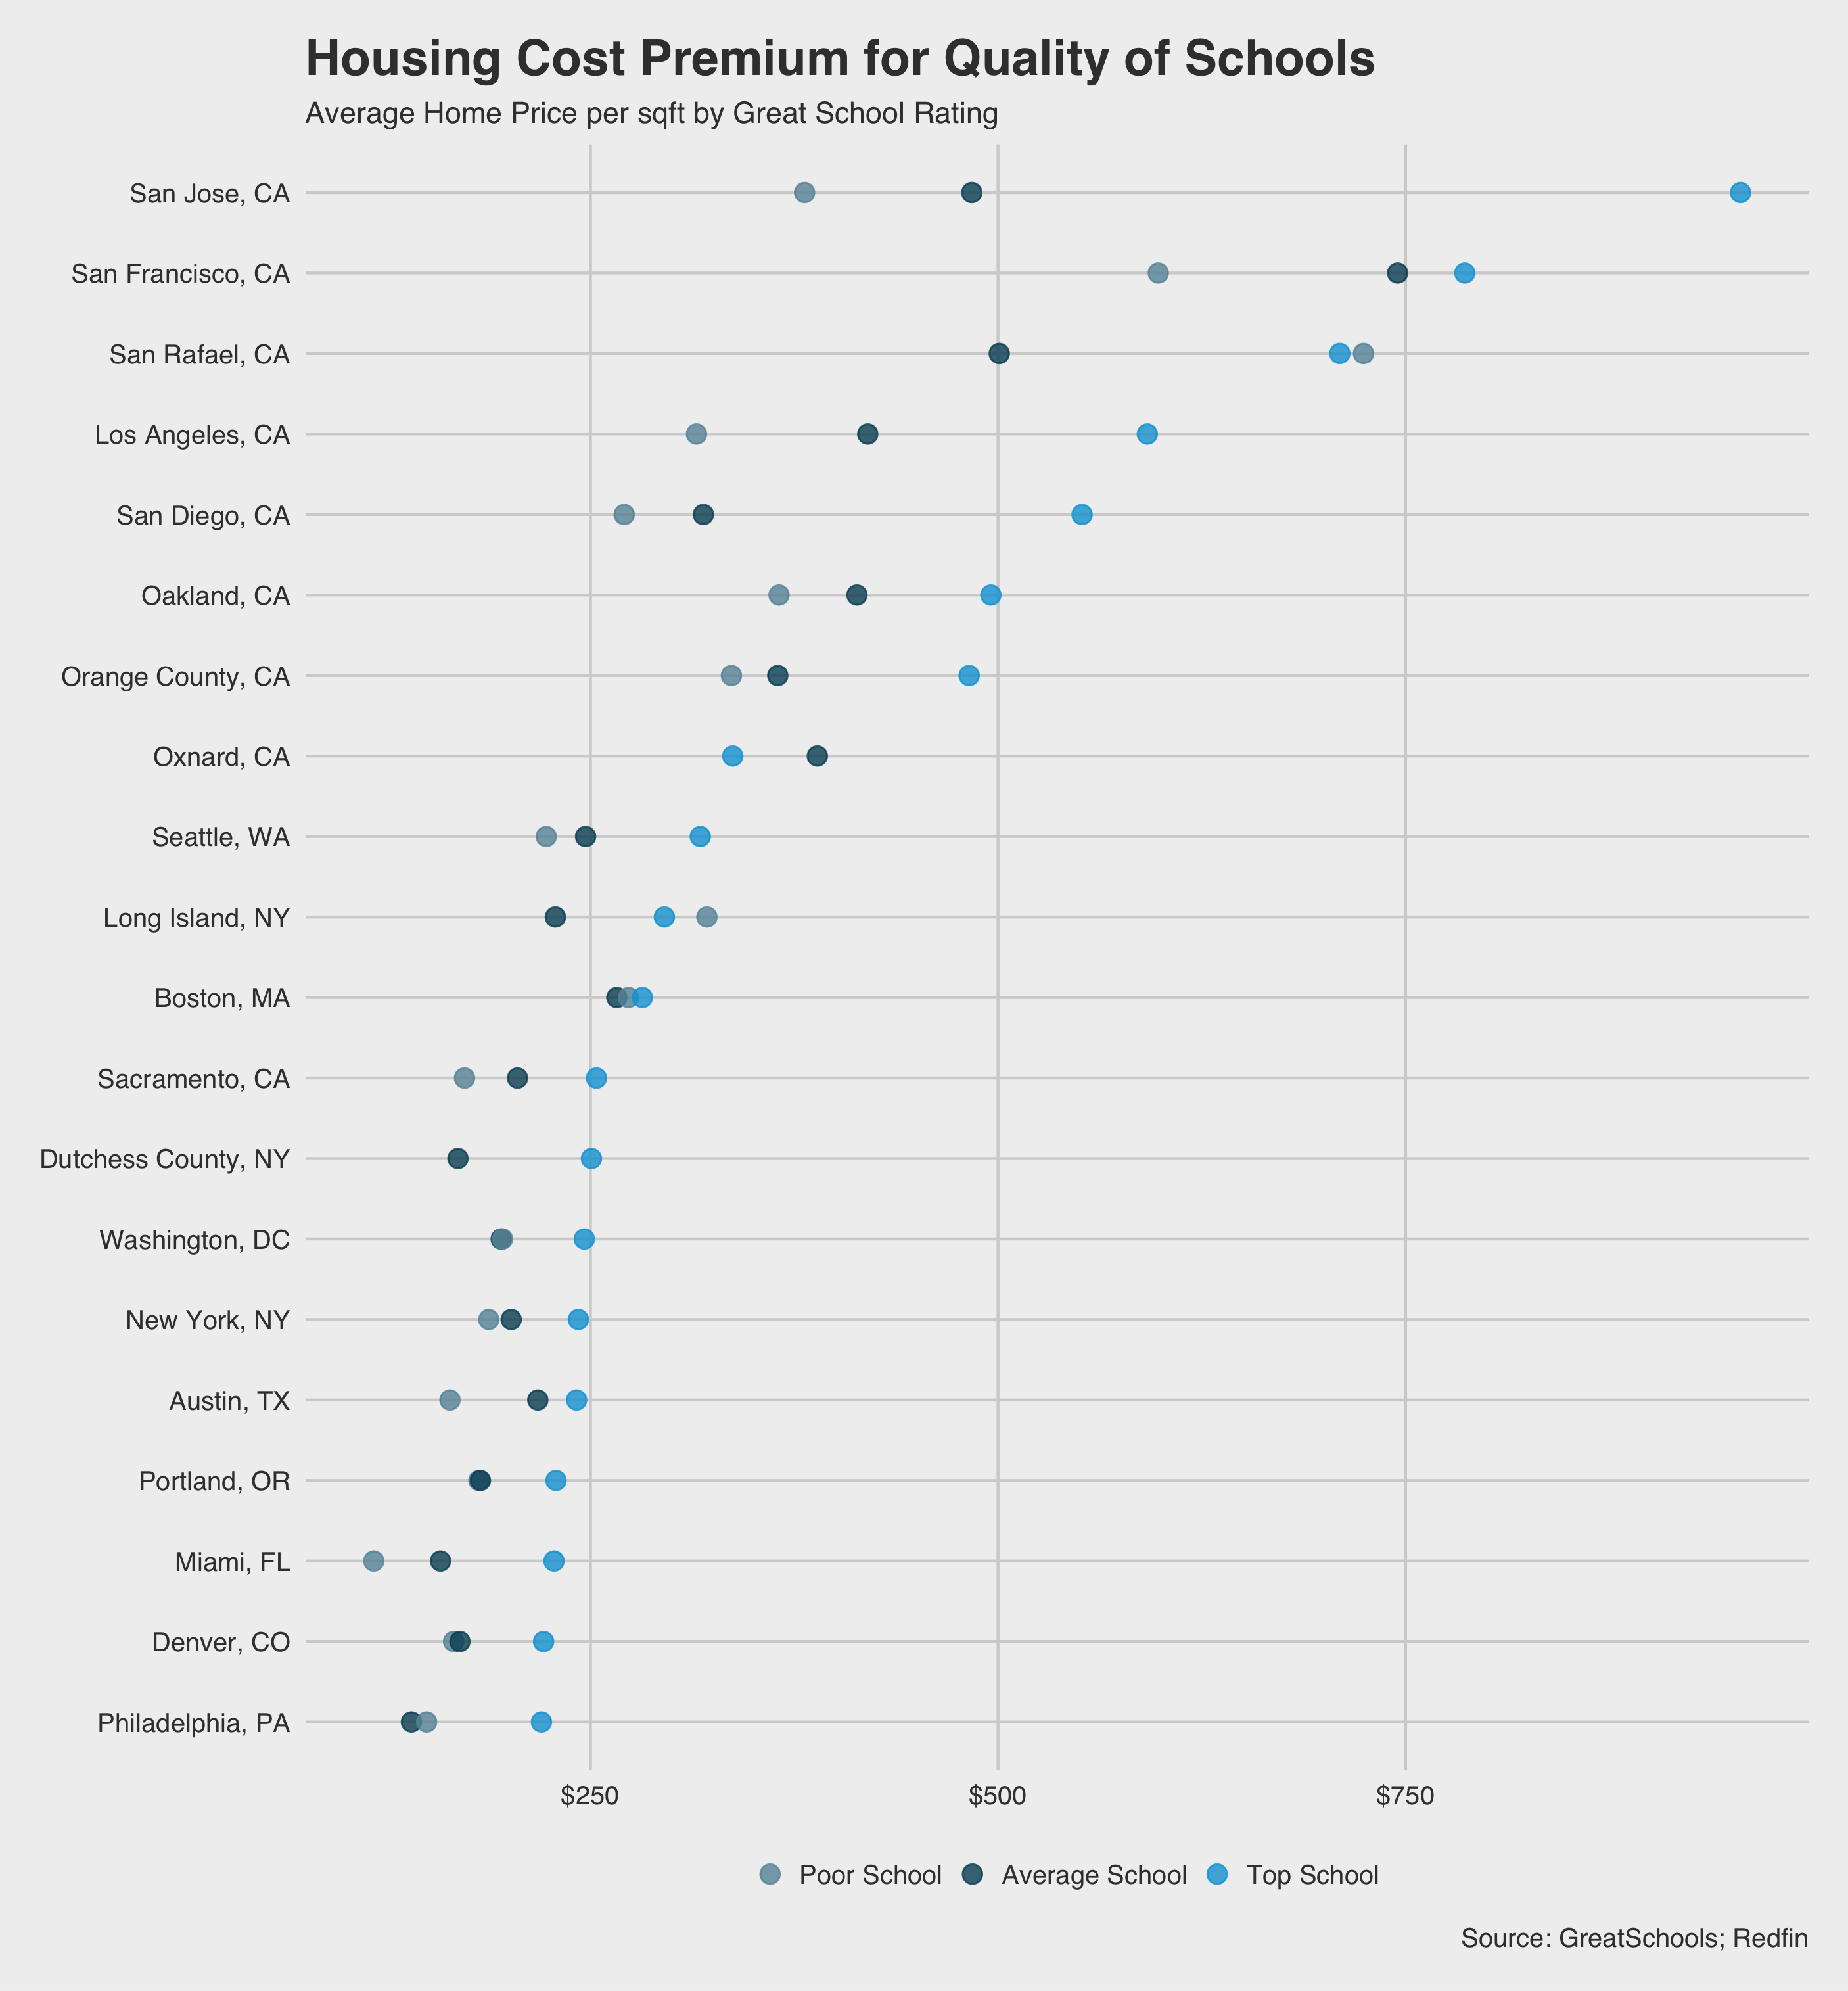 Housing Cost Premium for Quality of Schools
Average Home Price per sqft by Great School Rating
San Jose, CA
San Francisco, CA
San Rafael, CA
Los Angeles, CA
San Diego, CA
Oakland, CA
Orange County, CA
Oxnard, CA
Seattle, WA
Long Island, NY
Boston, MA
Sacramento, CA
Dutchess County, NY
Washington, DC
New York, NY
Austin, TX
Portland, OR
Miami, FL
Denver, CO
Philadelphia, PA
$250 $500 $750
Poor School Average School Top School
Source: GreatSchools; Redfin